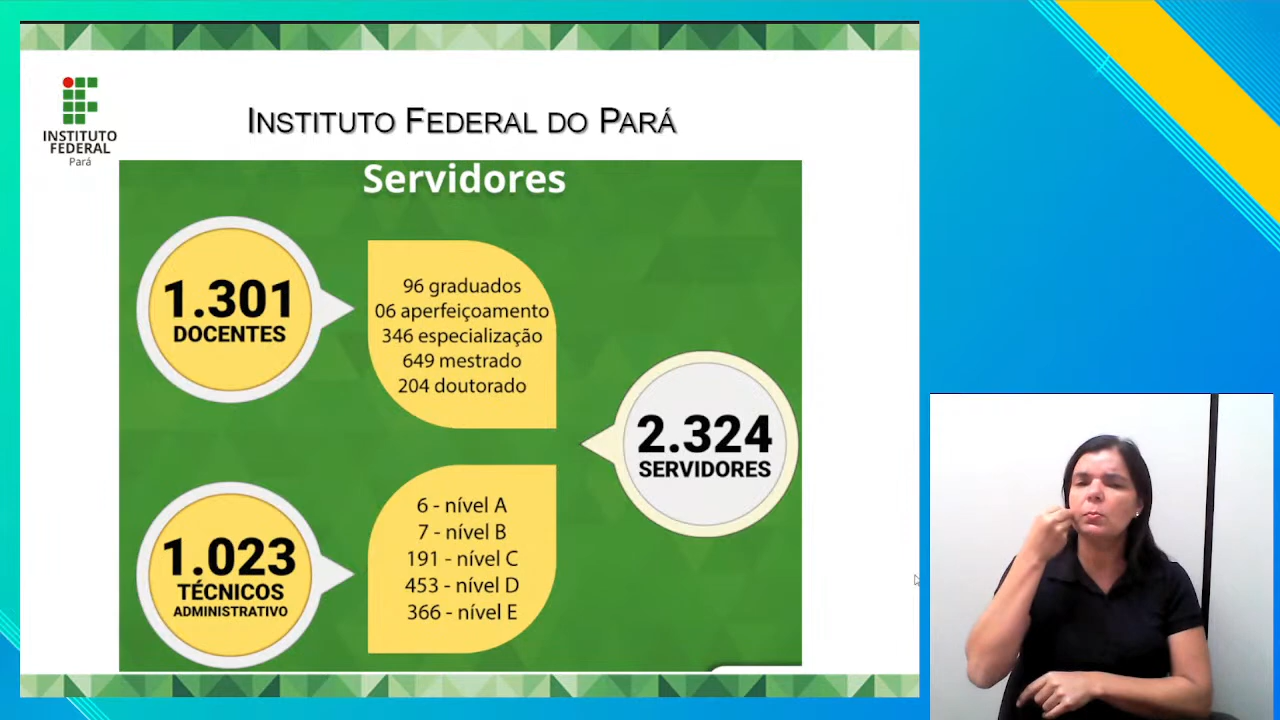 INSTITUTO
FEDERAL
Pará
INSTITUTO FEDERAL DO PARÁ
Servidores
1.301
DOCENTES
96 graduados
06 aperfeiçoamento
346 especialização
649 mestrado
204 doutorado
2.324
SERVIDORES
1.023
TÉCNICOS
ADMINISTRATIVO
6 - nível A
7 - nível B
191 - nível C
453 - nível D
366 - nível E